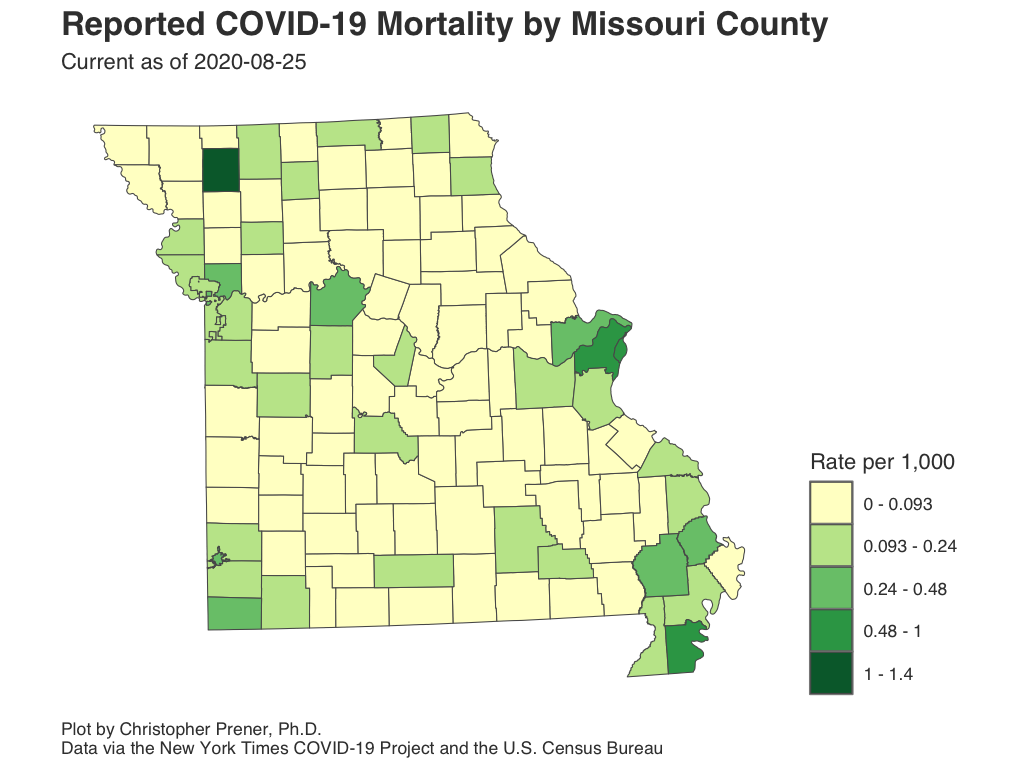 Reported COVID-19 Mortality by Missouri County
Current as of 2020-08-25
Rate per 1,000
0 - 0.093
0.093 - 0.24
0.24 - 0.48
0.48 - 1
1 - 1.4
Plot by Christopher Prener, Ph.D.
Data via the New York Times COVID-19 Project and the U.S. Census Bureau